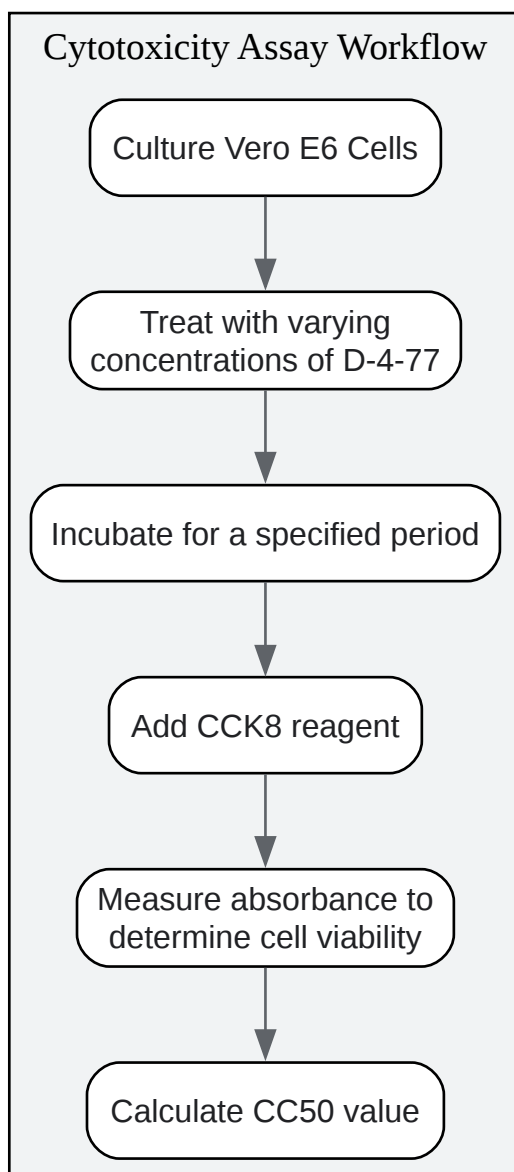 Cytotoxicity Assay Workflow
Culture Vero E6 Cells
Treat with varying
concentrations of D-4-77
Incubate for a specified period
Add CCK8 reagent
Measure absorbance to
determine cell viability
Calculate CC50 value